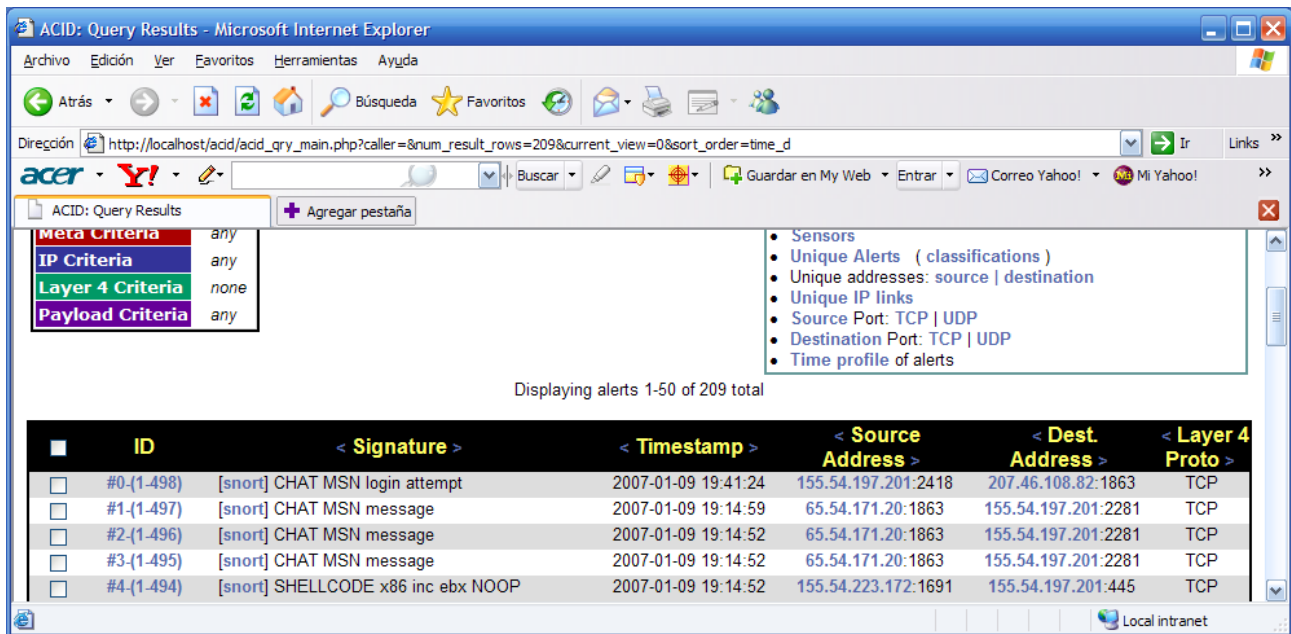 ACID: Query Results - Microsoft Internet Explorer
Archivo Edición Ver Favoritos Herramientas Ayuda
Atrás Búsqueda Favoritos
Dirección http://localhost/acid/acid_qry_main.php?caller=&num_result_rows=209&current_view=0&sort_order=time_d Ir Links »
acer Y! Buscar Guardar en My Web Entrar Correo Yahoo! Mi Yahoo! »
ACID: Query Results Agregar pestaña
Meta Criteria any
IP Criteria any
Layer 4 Criteria none
Payload Criteria any
• Sensors
• Unique Alerts ( classifications )
• Unique addresses: source | destination
• Unique IP links
• Source Port: TCP | UDP
• Destination Port: TCP | UDP
• Time profile of alerts
Displaying alerts 1-50 of 209 total
ID < Signature > < Timestamp > < Source Address > < Dest. Address > < Layer 4 Proto >
#0-(1-498) [snort] CHAT MSN login attempt 2007-01-09 19:41:24 155.54.197.201:2418 207.46.108.82:1863 TCP
#1-(1-497) [snort] CHAT MSN message 2007-01-09 19:14:59 65.54.171.20:1863 155.54.197.201:2281 TCP
#2-(1-496) [snort] CHAT MSN message 2007-01-09 19:14:52 65.54.171.20:1863 155.54.197.201:2281 TCP
#3-(1-495) [snort] CHAT MSN message 2007-01-09 19:14:52 65.54.171.20:1863 155.54.197.201:2281 TCP
#4-(1-494) [snort] SHELLCODE x86 inc ebx NOOP 2007-01-09 19:14:52 155.54.223.172:1691 155.54.197.201:445 TCP
Local intranet